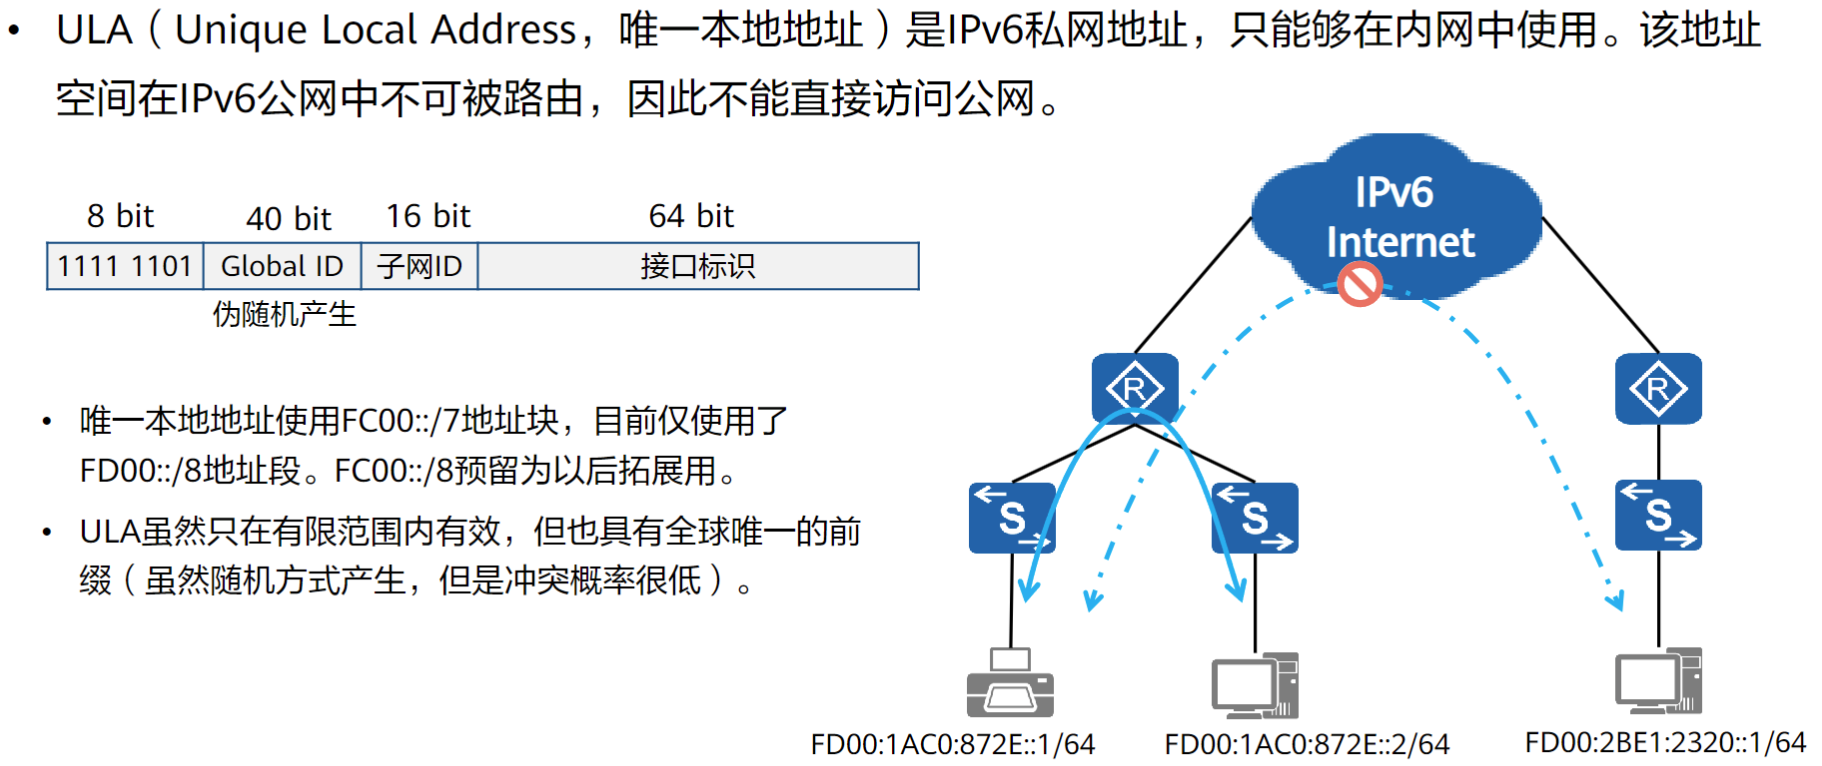 • ULA（Unique Local Address，唯一本地地址）是IPv6私网地址，只能够在内网中使用。该地址
空间在IPv6公网中不可被路由，因此不能直接访问公网。
8 bit 40 bit 16 bit 64 bit
1111 1101 Global ID 子网ID 接口标识
伪随机产生
• 唯一本地地址使用FC00::/7地址块，目前仅使用了
FD00::/8地址段。FC00::/8预留为以后拓展用。
• ULA虽然只在有限范围内有效，但也具有全球唯一的前
缀（虽然随机方式产生，但是冲突概率很低）。
IPv6
Internet
R
R
S
S
S
FD00:1AC0:872E::1/64
FD00:1AC0:872E::2/64
FD00:2BE1:2320::1/64